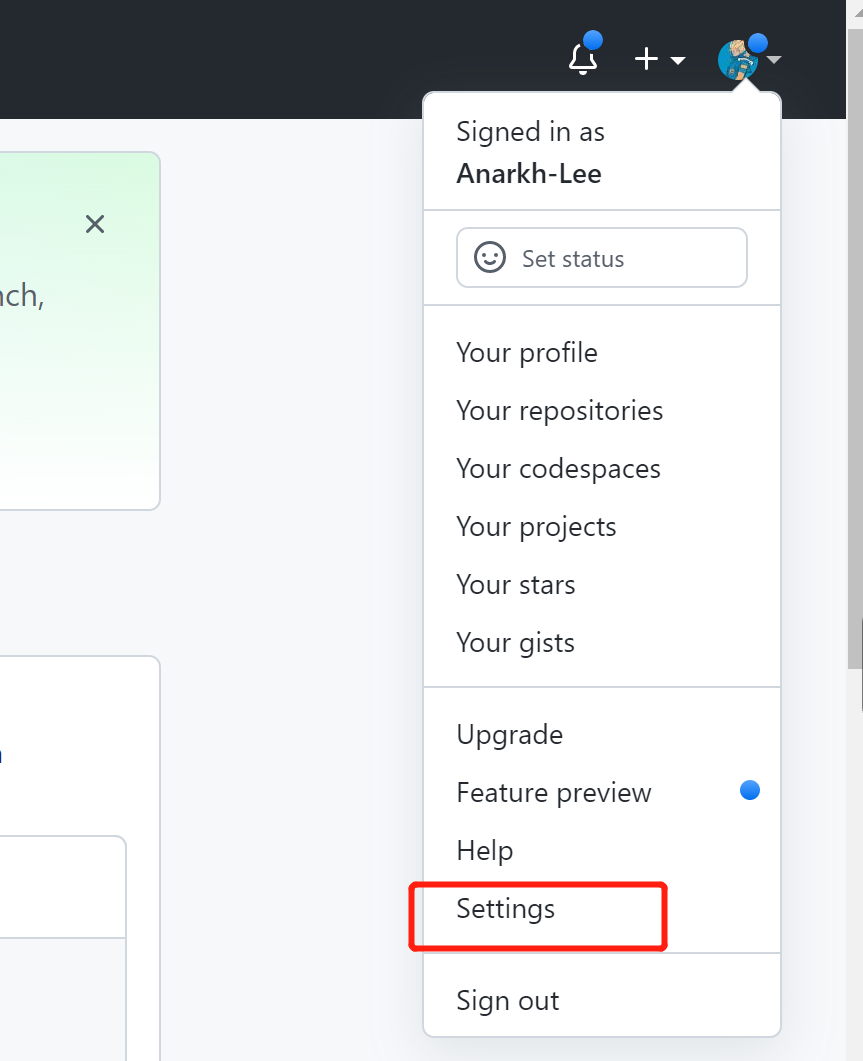 Signed in as
Anarkh-Lee
Set status
nch,
Your profile
Your repositories
Your codespaces
Your projects
Your stars
Your gists
Upgrade
Feature preview
Help
Settings
Sign out